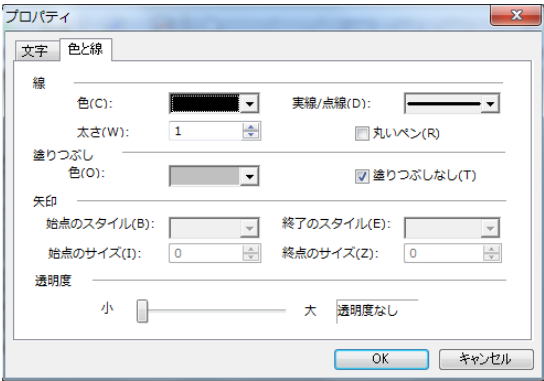 プロパティ
文字 色と線
線
色(C): 実線/点線(D):
太さ(W): 1 丸いペン(R)
塗りつぶし
色(O): 塗りつぶしなし(T)
矢印
始点のスタイル(B): 終了のスタイル(E):
始点のサイズ(I): 0 終点のサイズ(Z): 0
透明度
小 大 透明度なし
OK キャンセル